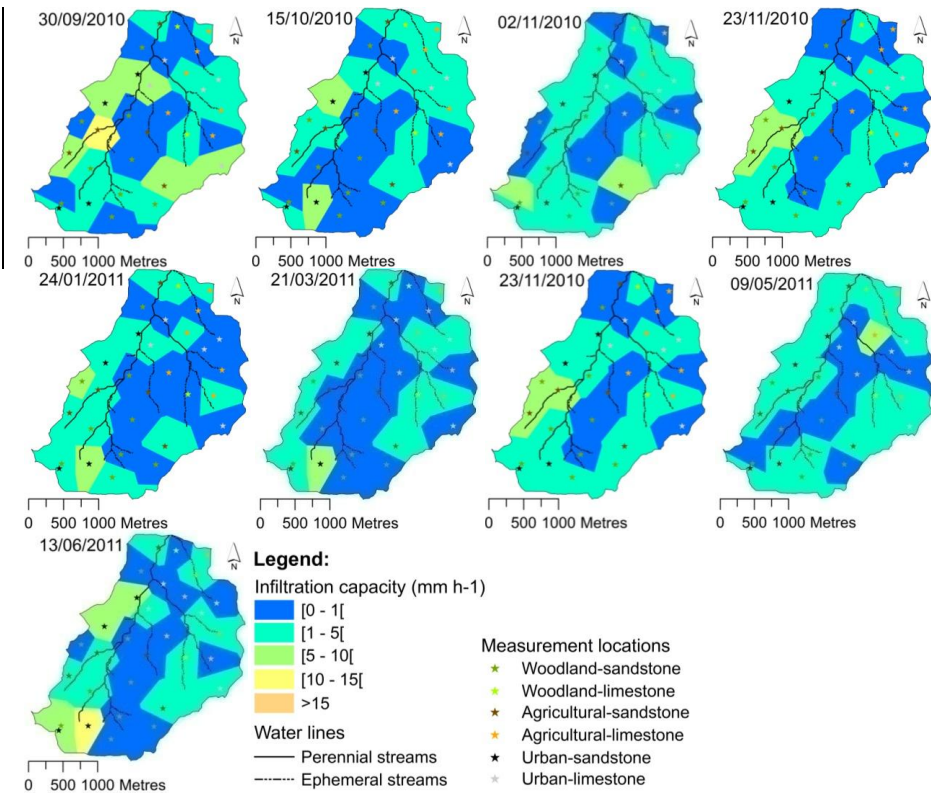 30/09/2010
N
0 500 1000 Metres
15/10/2010
N
0 500 1000 Metres
02/11/2010
N
0 500 1000 Metres
23/11/2010
N
0 500 1000 Metres
24/01/2011
N
0 500 1000 Metres
21/03/2011
N
0 500 1000 Metres
23/11/2010
N
0 500 1000 Metres
09/05/2011
N
0 500 1000 Metres
13/06/2011
N
0 500 1000 Metres
Legend:
Infiltration capacity (mm h-1)
[0 - 1[
[1 - 5[
[5 - 10[
[10 - 15[
>15
Water lines
Perennial streams
Ephemeral streams
Measurement locations
Woodland-sandstone
Woodland-limestone
Agricultural-sandstone
Agricultural-limestone
Urban-sandstone
Urban-limestone